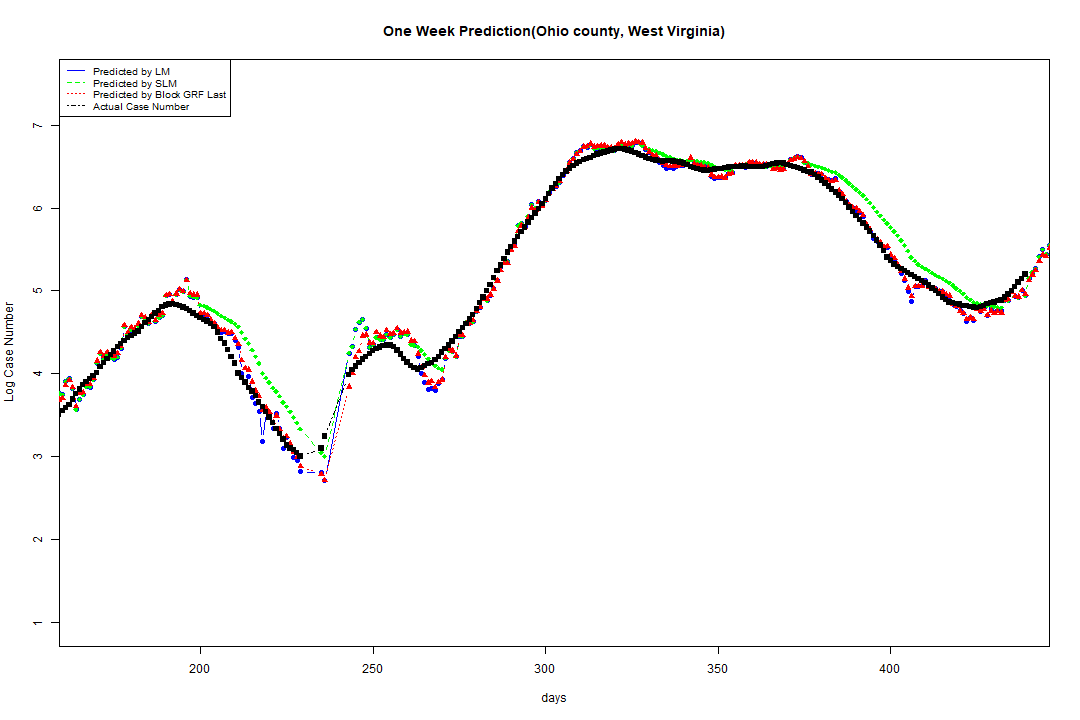 One Week Prediction(Ohio county, West Virginia)
Predicted by LM
Predicted by SLM
Predicted by Block GRF Last
Actual Case Number
7
6
5
4
3
2
1
Log Case Number
200 250 300 350 400
days